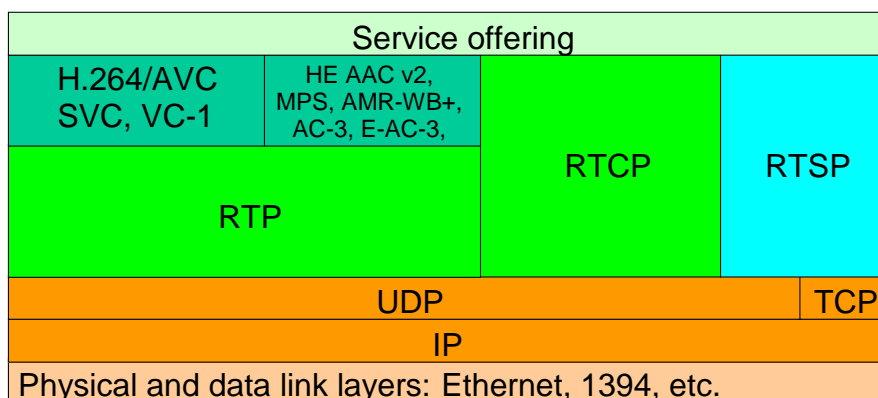 Service offering
H.264/AVC
SVC, VC-1
HE AAC v2,
MPS, AMR-WB+,
AC-3, E-AC-3,
RTCP
RTSP
RTP
UDP
TCP
IP
Physical and data link layers: Ethernet, 1394, etc.